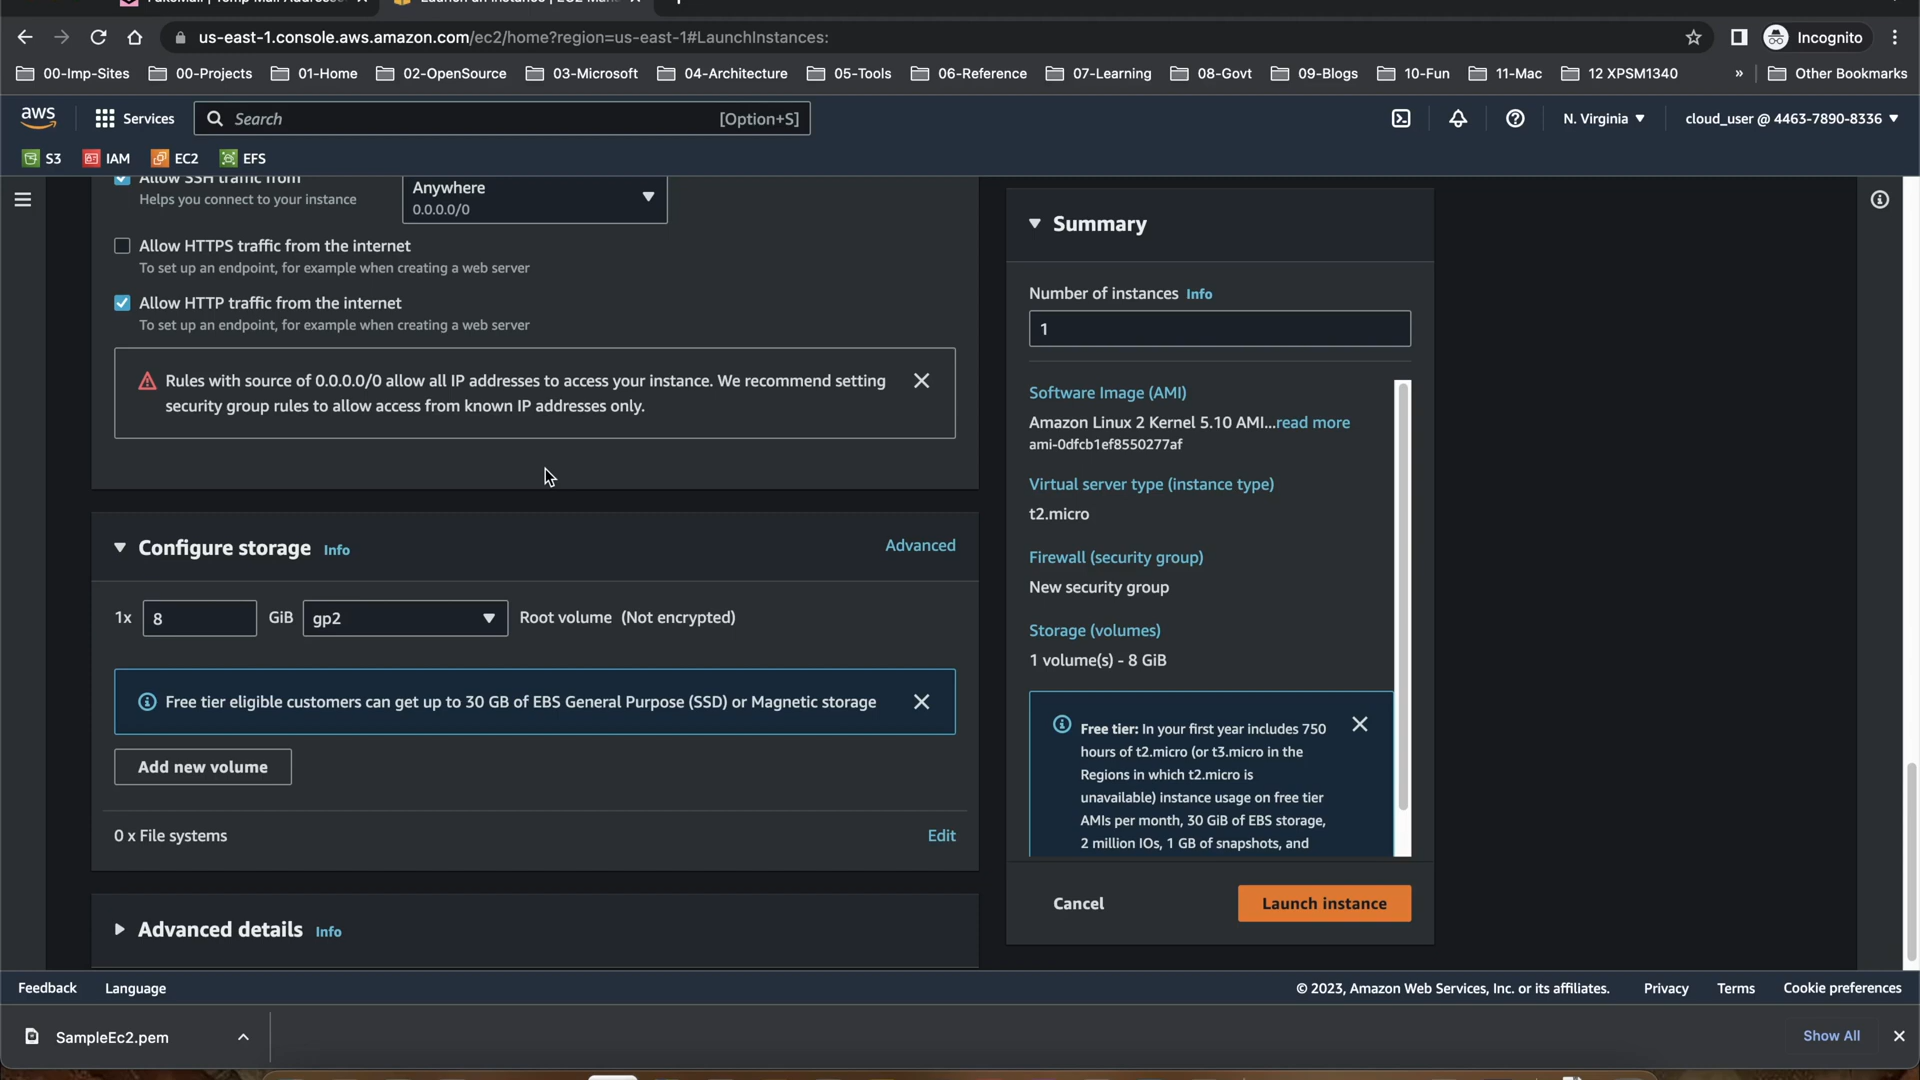 us-east-1.console.aws.amazon.com/ec2/home?region=us-east-1#LaunchInstances:
Incognito
00-Imp-Sites
00-Projects
01-Home
02-OpenSource
03-Microsoft
04-Architecture
05-Tools
06-Reference
07-Learning
08-Govt
09-Blogs
10-Fun
11-Mac
12 XPSM1340
»
Other Bookmarks
aws
Services
Search
[Option+S]
N. Virginia
cloud_user @ 4463-7890-8336
S3
IAM
EC2
EFS
Allow SSH traffic from
Helps you connect to your instance
Anywhere
0.0.0.0/0
Allow HTTPS traffic from the internet
To set up an endpoint, for example when creating a web server
Allow HTTP traffic from the internet
To set up an endpoint, for example when creating a web server
Rules with source of 0.0.0.0/0 allow all IP addresses to access your instance. We recommend setting
security group rules to allow access from known IP addresses only.
Configure storage Info
Advanced
1x
8
GiB
gp2
Root volume (Not encrypted)
Free tier eligible customers can get up to 30 GB of EBS General Purpose (SSD) or Magnetic storage
Add new volume
0 x File systems
Edit
Advanced details Info
Summary
Number of instances Info
1
Software Image (AMI)
Amazon Linux 2 Kernel 5.10 AMI...read more
ami-0dfcb1ef8550277af
Virtual server type (instance type)
t2.micro
Firewall (security group)
New security group
Storage (volumes)
1 volume(s) - 8 GiB
Free tier: In your first year includes 750
hours of t2.micro (or t3.micro in the
Regions in which t2.micro is
unavailable) instance usage on free tier
AMIs per month, 30 GiB of EBS storage,
2 million IOs, 1 GB of snapshots, and
Cancel
Launch instance
Feedback
Language
© 2023, Amazon Web Services, Inc. or its affiliates.
Privacy
Terms
Cookie preferences
SampleEc2.pem
Show All